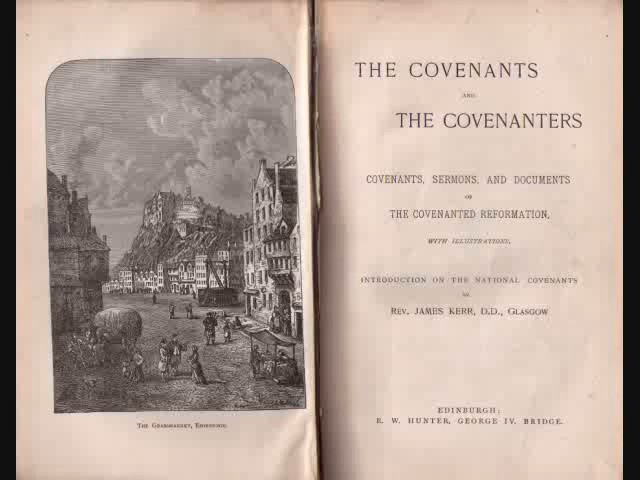 The Grassmarket, Edinburgh.
THE COVENANTS
AND
THE COVENANTERS
COVENANTS, SERMONS, AND DOCUMENTS
OF
THE COVENANTED REFORMATION,
WITH ILLUSTRATIONS,
INTRODUCTION ON THE NATIONAL COVENANTS
BY
Rev. JAMES KERR, D.D., Glasgow
EDINBURGH:
R. W. HUNTER, GEORGE IV. BRIDGE.